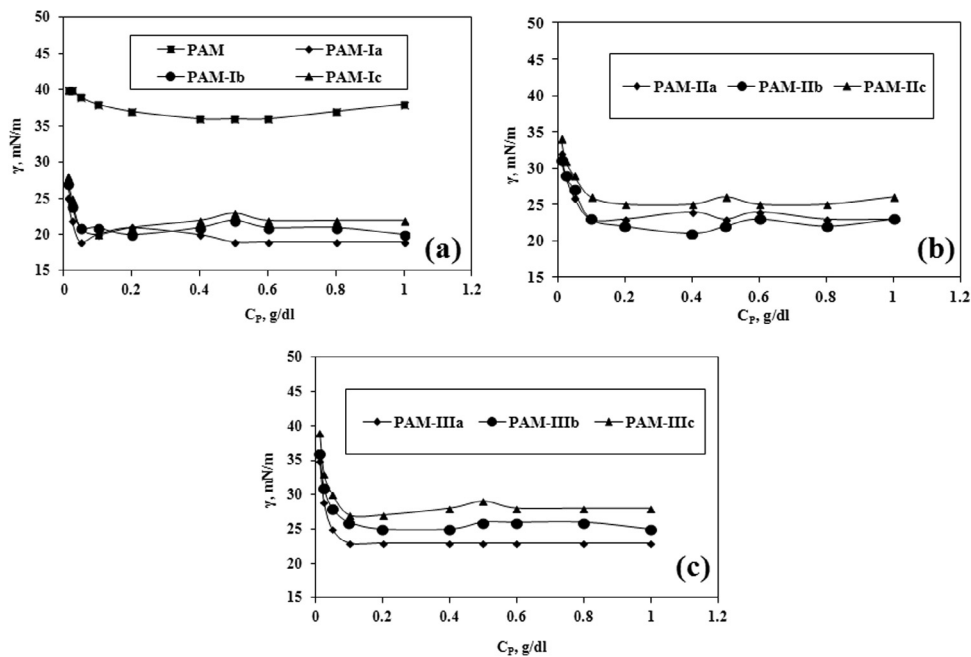 50
45
40
35
30
25
20
15
γ, mN/m
PAM PAM-Ia
PAM-Ib PAM-Ic
(a)
0 0.2 0.4 0.6 0.8 1 1.2
C_P, g/dl
50
45
40
35
30
25
20
15
γ, mN/m
PAM-IIa PAM-IIb PAM-IIc
(b)
0 0.2 0.4 0.6 0.8 1 1.2
C_P, g/dl
50
45
40
35
30
25
20
15
γ, mN/m
PAM-IIIa PAM-IIIb PAM-IIIc
(c)
0 0.2 0.4 0.6 0.8 1 1.2
C_P, g/dl